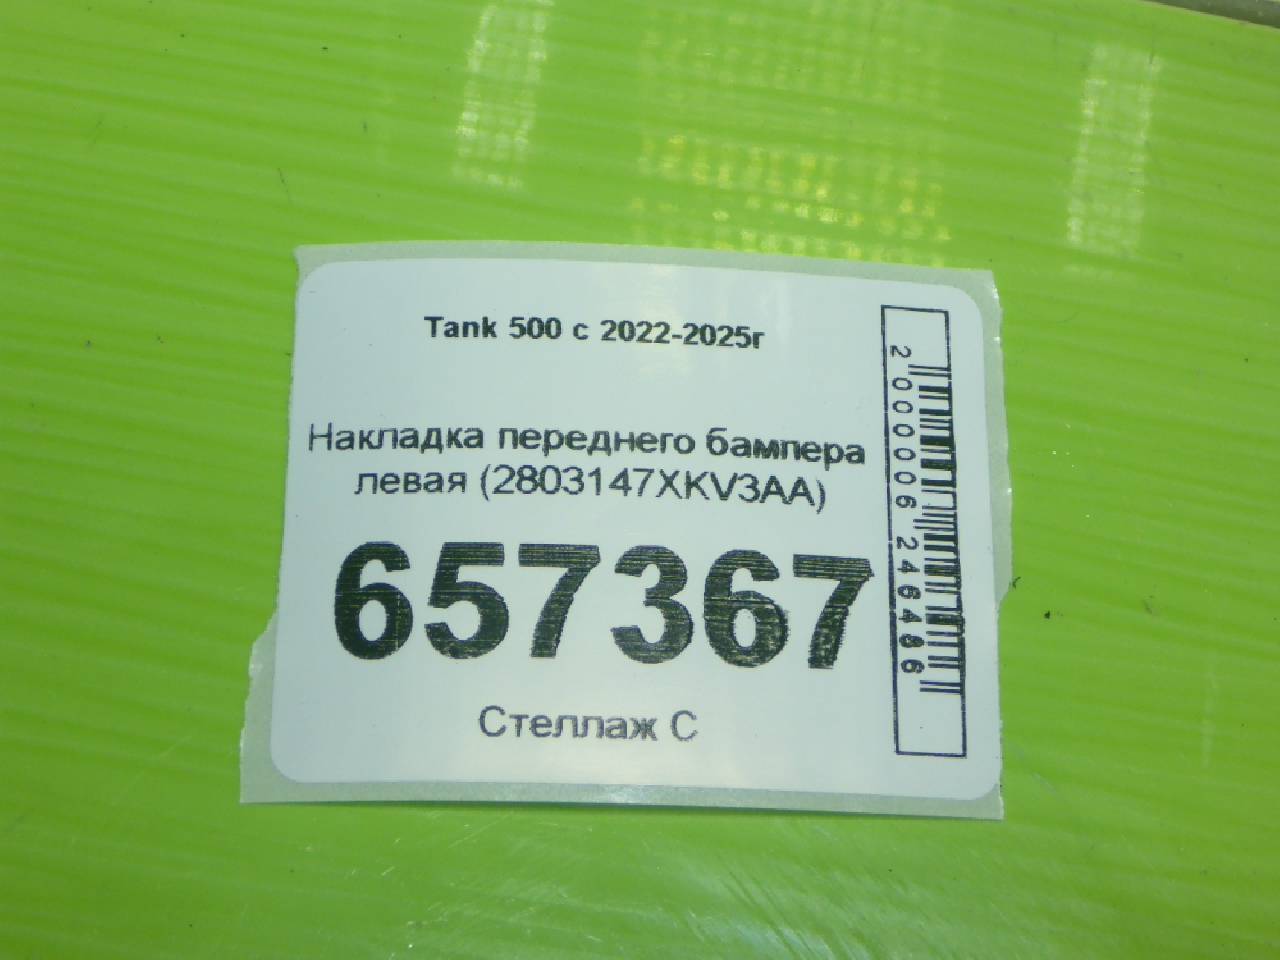 Tank 500 с 2022-2025г
Накладка переднего бампера
левая (2803147XKV3AA)
657367
Стеллаж С
2 000006 246486